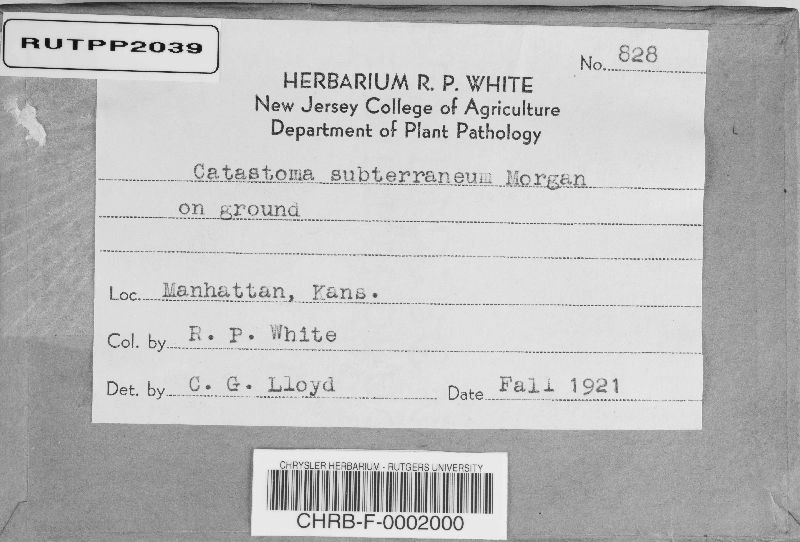 RUTPP2039
No. 828
HERBARIUM R. P. WHITE
New Jersey College of Agriculture
Department of Plant Pathology
Catastoma subterraneum Morgan
on ground
Loc. Manhattan, Kans.
Col. by R. P. White
Det. by C. G. Lloyd Date Fall 1921
CHRYSLER HERBARIUM - RUTGERS UNIVERSITY
CHRB-F-0002000